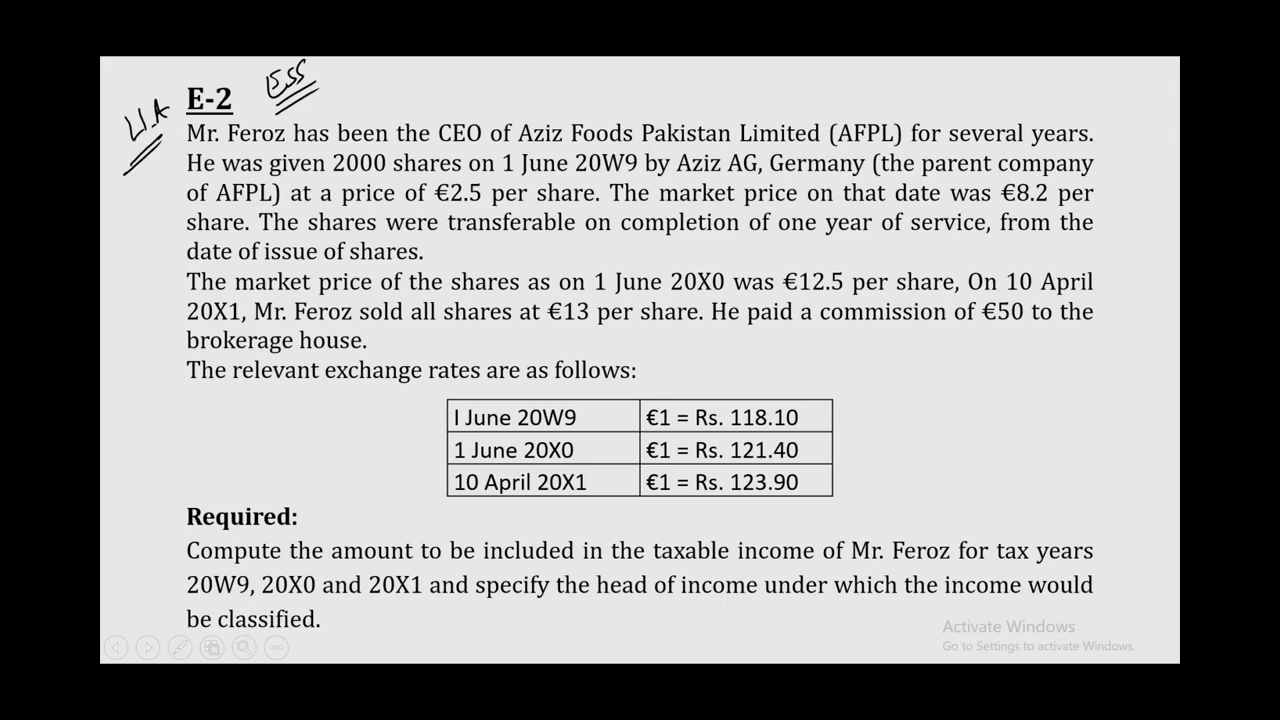 ESS
E-2
U.A
Mr. Feroz has been the CEO of Aziz Foods Pakistan Limited (AFPL) for several years.
He was given 2000 shares on 1 June 20W9 by Aziz AG, Germany (the parent company
of AFPL) at a price of €2.5 per share. The market price on that date was €8.2 per
share. The shares were transferable on completion of one year of service, from the
date of issue of shares.
The market price of the shares as on 1 June 20X0 was €12.5 per share, On 10 April
20X1, Mr. Feroz sold all shares at €13 per share. He paid a commission of €50 to the
brokerage house.
The relevant exchange rates are as follows:
I June 20W9 €1 = Rs. 118.10
1 June 20X0 €1 = Rs. 121.40
10 April 20X1 €1 = Rs. 123.90
Required:
Compute the amount to be included in the taxable income of Mr. Feroz for tax years
20W9, 20X0 and 20X1 and specify the head of income under which the income would
be classified.
Activate Windows
Go to Settings to activate Windows.